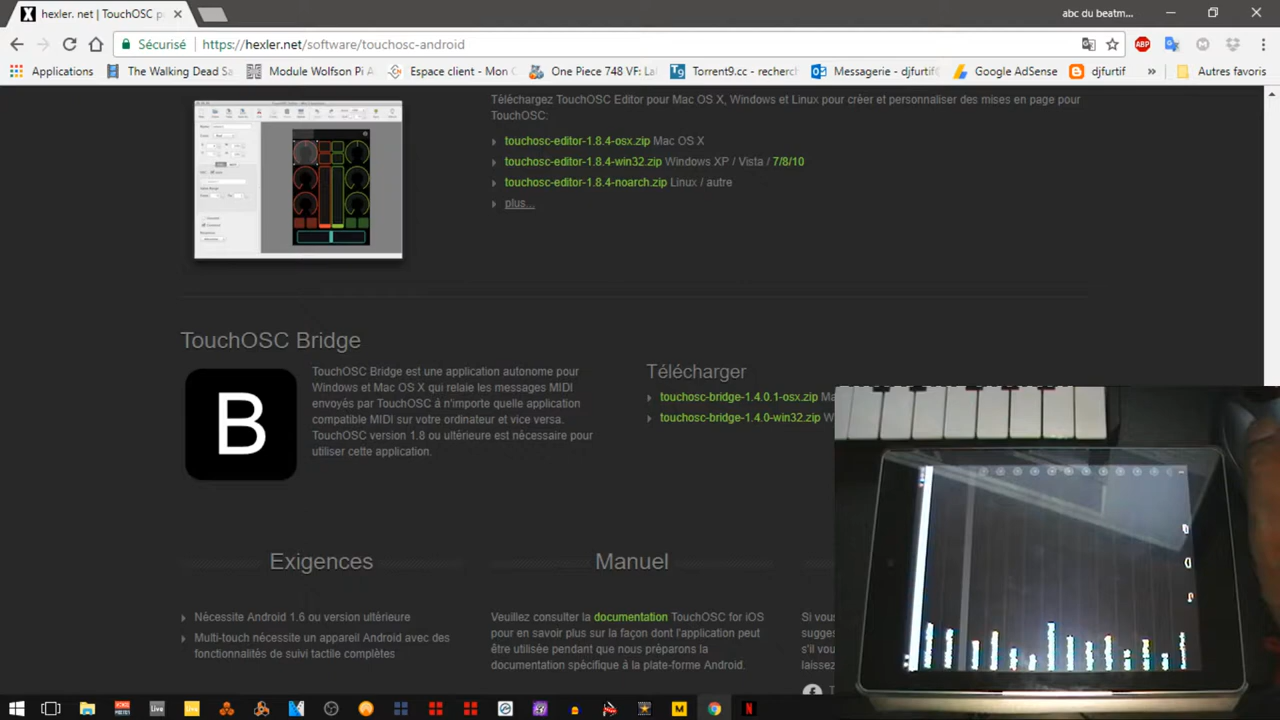 hexler. net | TouchOSC p
abc du beatm...
Sécurisé
https://hexler.net/software/touchosc-android
Applications
The Walking Dead Sa
Module Wolfson Pi A
Espace client - Mon C
One Piece 748 VF: La
Torrent9.cc - recherc
Messagerie - djfurtif
Google AdSense
djfurtif
»
Autres favoris
Téléchargez TouchOSC Editor pour Mac OS X, Windows et Linux pour créer et personnaliser des mises en page pour
TouchOSC:
touchosc-editor-1.8.4-osx.zip Mac OS X
touchosc-editor-1.8.4-win32.zip Windows XP / Vista / 7/8/10
touchosc-editor-1.8.4-noarch.zip Linux / autre
plus...
TouchOSC Bridge
B
TouchOSC Bridge est une application autonome pour
Windows et Mac OS X qui relaie les messages MIDI
envoyés par TouchOSC à n'importe quelle application
compatible MIDI sur votre ordinateur et vice versa.
TouchOSC version 1.8 ou ultérieure est nécessaire pour
utiliser cette application.
Télécharger
touchosc-bridge-1.4.0.1-osx.zip Ma
touchosc-bridge-1.4.0-win32.zip W
Exigences
Nécessite Android 1.6 ou version ultérieure
Multi-touch nécessite un appareil Android avec des
fonctionnalités de suivi tactile complètes
Manuel
Veuillez consulter la documentation TouchOSC for iOS
pour en savoir plus sur la façon dont l'application peut
être utilisée pendant que nous préparons la
documentation spécifique à la plate-forme Android.
Si vous
sugges
s'il vou
laissez
Live
Live